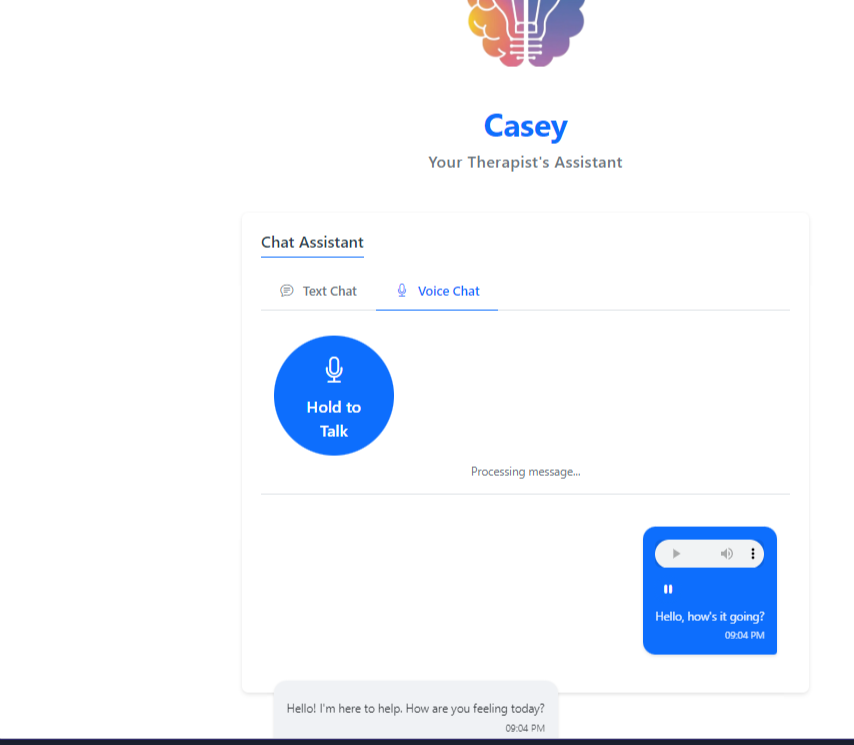 Casey
Your Therapist's Assistant
Chat Assistant
Text Chat
Voice Chat
Hold to
Talk
Processing message...
Hello, how's it going?
09:04 PM
Hello! I'm here to help. How are you feeling today?
09:04 PM